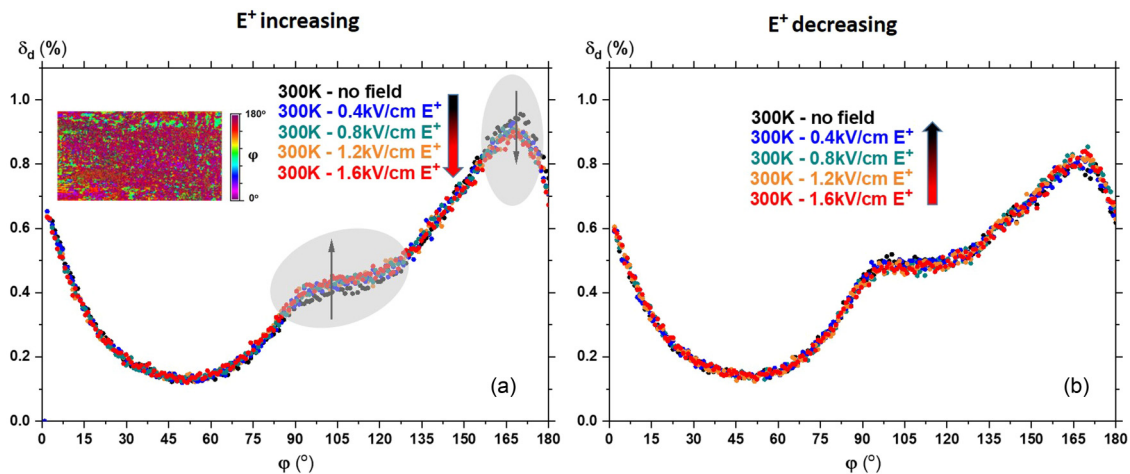 E⁺ increasing
δd (%)
1.0
0.8
0.6
0.4
0.2
0.0
0 15 30 45 60 75 90 105 120 135 150 165 180
φ (°)
180º
φ
0º
300K - no field
300K - 0.4kV/cm E⁺
300K - 0.8kV/cm E⁺
300K - 1.2kV/cm E⁺
300K - 1.6kV/cm E⁺
(a)
E⁺ decreasing
δd (%)
1.0
0.8
0.6
0.4
0.2
0.0
0 15 30 45 60 75 90 105 120 135 150 165 180
φ (°)
300K - no field
300K - 0.4kV/cm E⁺
300K - 0.8kV/cm E⁺
300K - 1.2kV/cm E⁺
300K - 1.6kV/cm E⁺
(b)